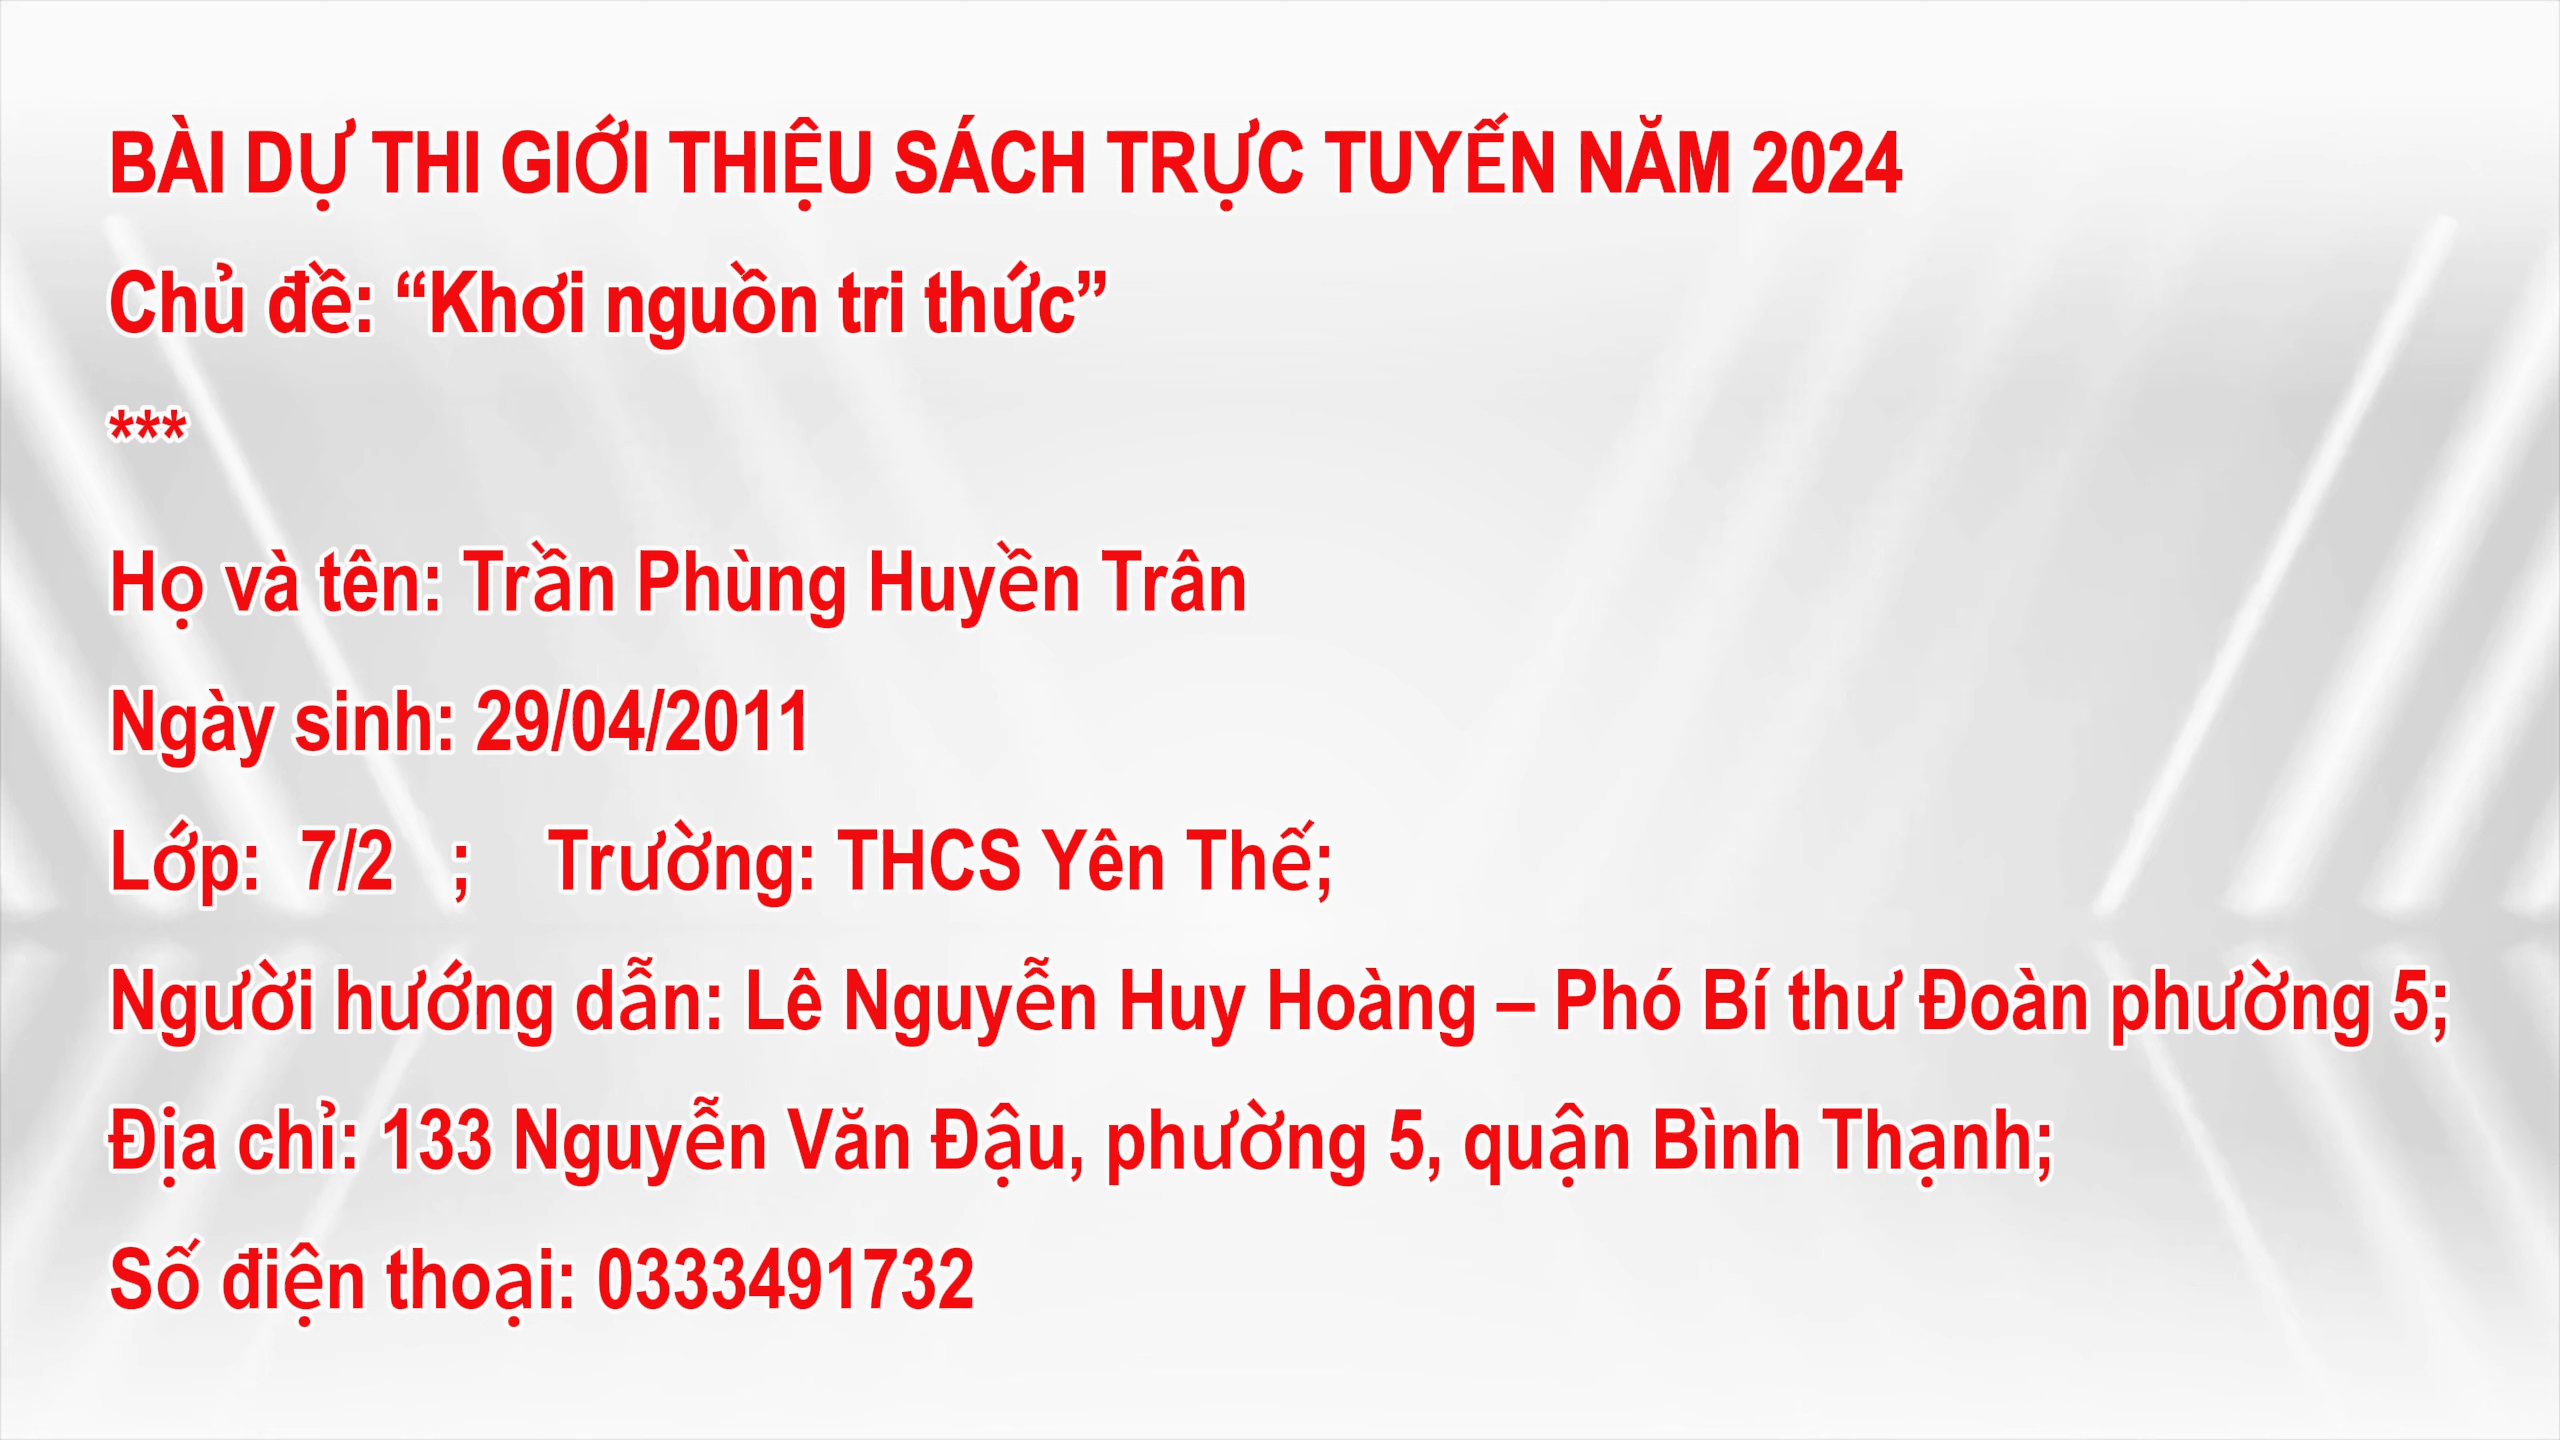 BÀI DỰ THI GIỚI THIỆU SÁCH TRỰC TUYẾN NĂM 2024
Chủ đề: “Khơi nguồn tri thức”
***
Họ và tên: Trần Phùng Huyền Trân
Ngày sinh: 29/04/2011
Lớp: 7/2 ; Trường: THCS Yên Thế;
Người hướng dẫn: Lê Nguyễn Huy Hoàng – Phó Bí thư Đoàn phường 5;
Địa chỉ: 133 Nguyễn Văn Đậu, phường 5, quận Bình Thạnh;
Số điện thoại: 0333491732